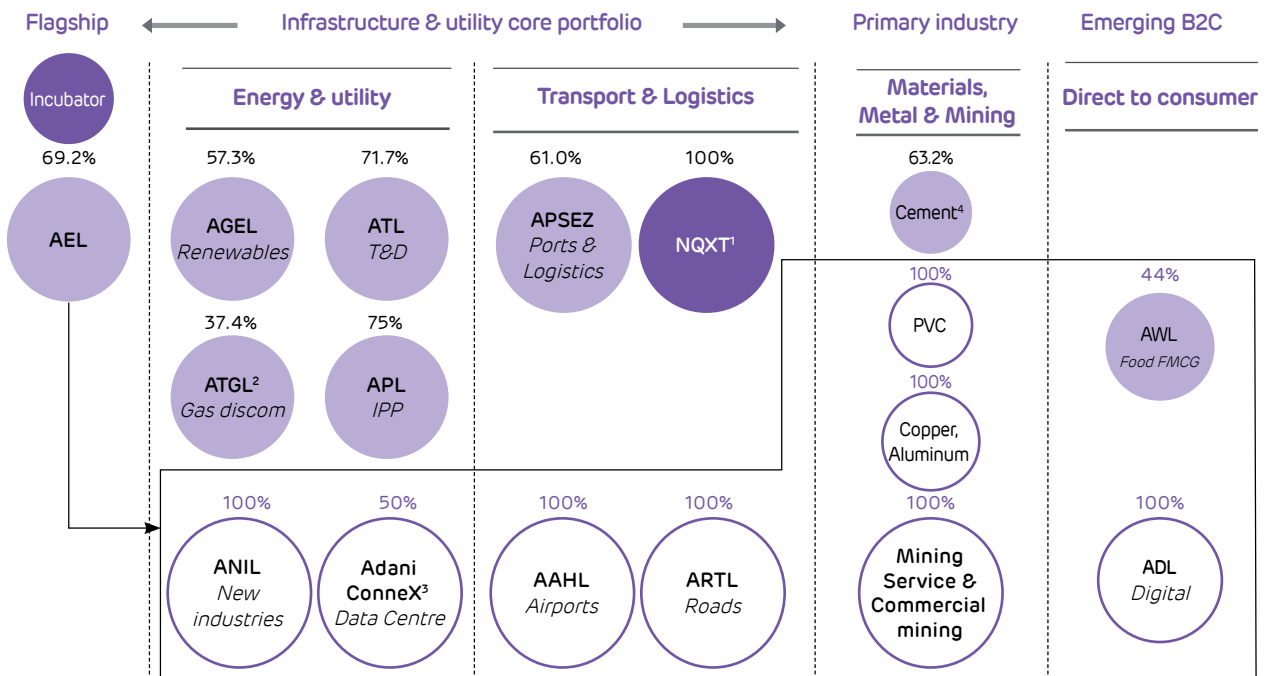 Flagship
Infrastructure & utility core portfolio
Primary industry
Emerging B2C
Incubator
Energy & utility
Transport & Logistics
Materials,
Metal & Mining
Direct to consumer
69.2%
AEL
57.3%
AGEL
Renewables
71.7%
ATL
T&D
61.0%
APSEZ
Ports &
Logistics
100%
NQXT¹
63.2%
Cement⁴
37.4%
ATGL²
Gas discom
75%
APL
IPP
100%
PVC
44%
AWL
Food FMCG
100%
Copper,
Aluminum
100%
ANIL
New
industries
50%
Adani
ConneX³
Data Centre
100%
AAHL
Airports
100%
ARTL
Roads
100%
Mining
Service &
Commercial
mining
100%
ADL
Digital